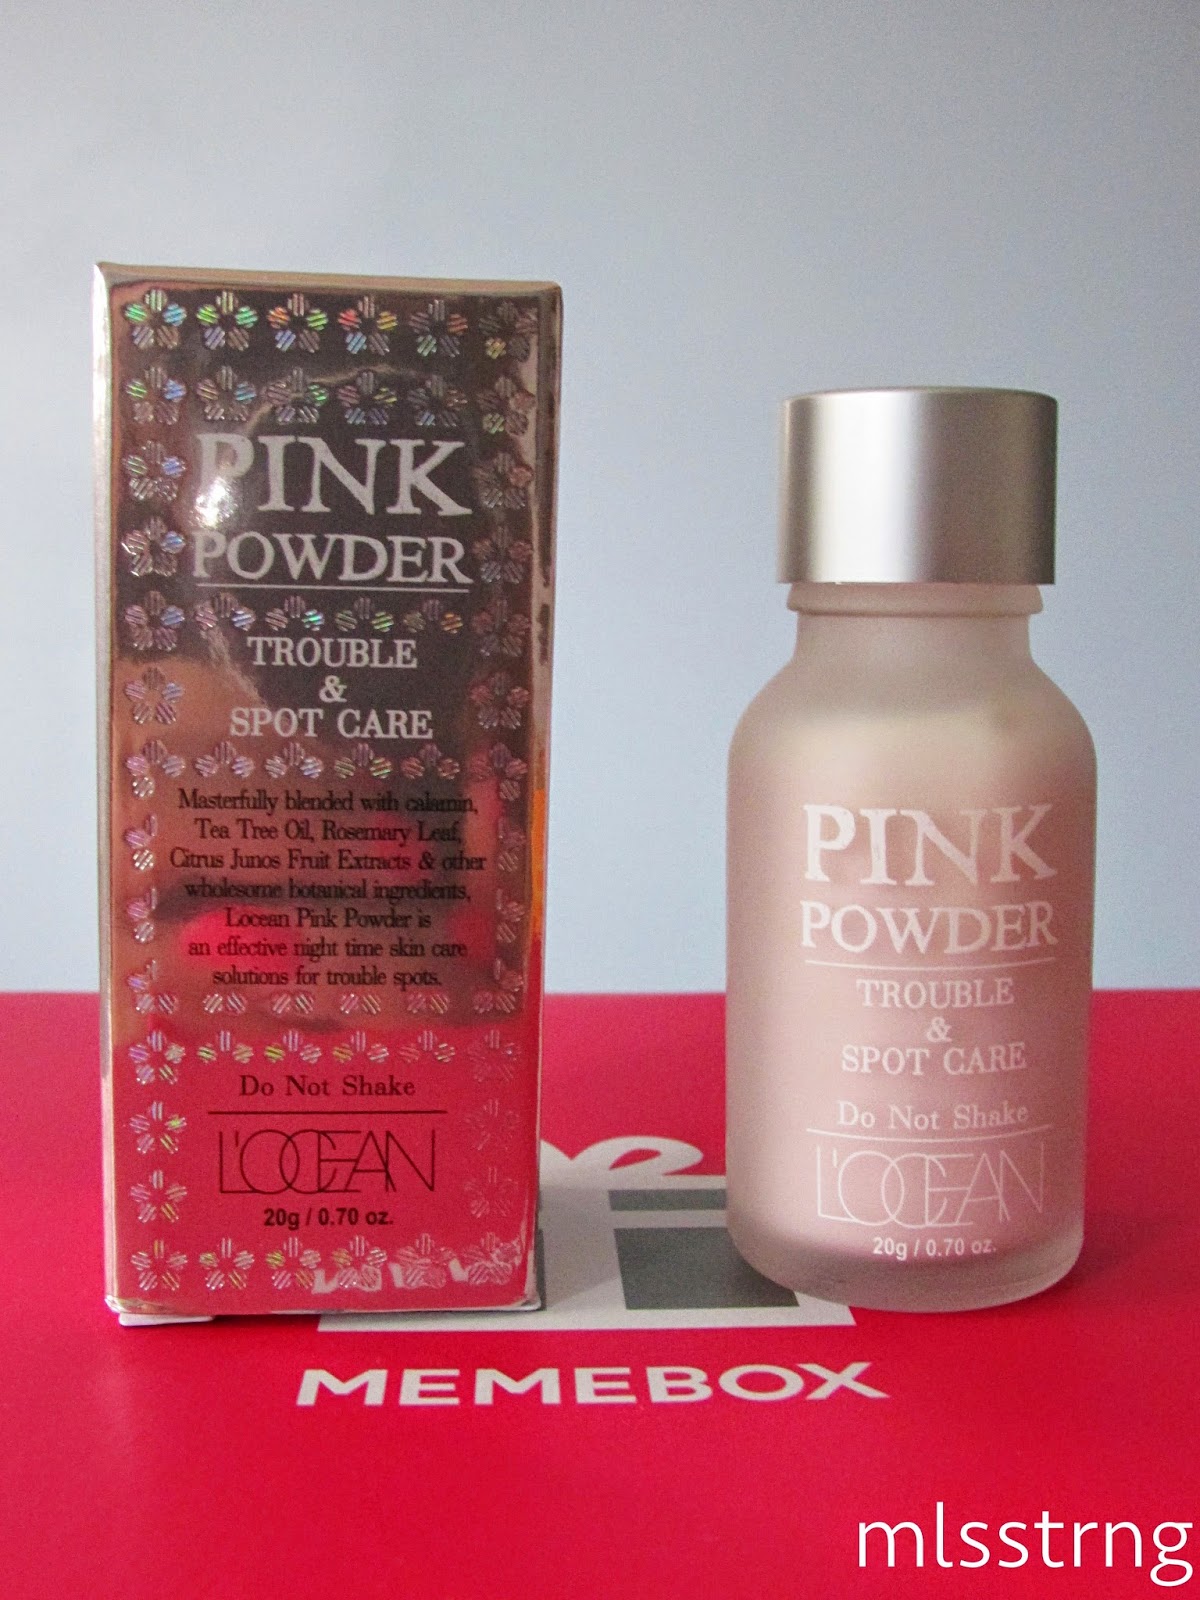 PINK
POWDER
TROUBLE
&
SPOT CARE
Masterfully blended with calamin,
Tea Tree Oil, Rosemary Leaf,
Citrus Junos Fruit Extracts & other
wholesome botanical ingredients,
Locean Pink Powder is
an effective night time skin care
solutions for trouble spots.
Do Not Shake
L'OCEAN
20g / 0.70 oz.
PINK
POWDER
TROUBLE
&
SPOT CARE
Do Not Shake
L'OCEAN
20g / 0.70 oz.
MEMEBOX
mlsstrng